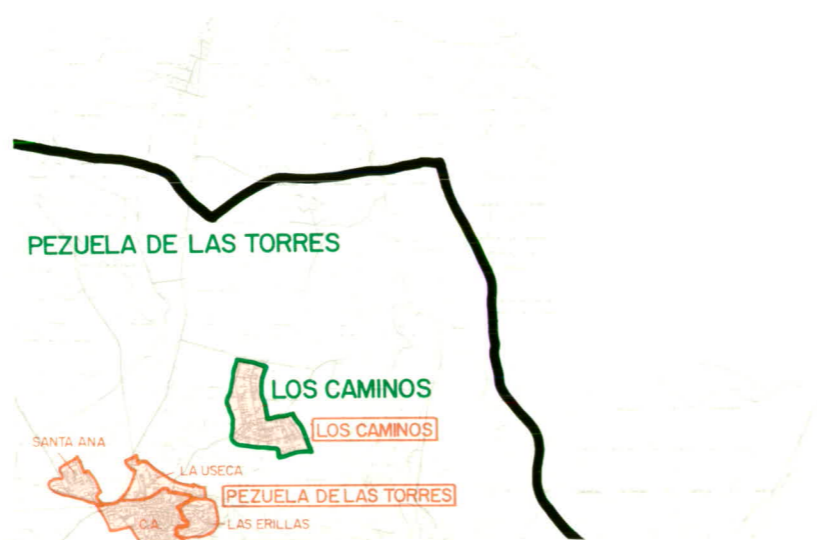 PEZUELA DE LAS TORRES
LOS CAMINOS
LOS CAMINOS
SANTA ANA
LA USECA
PEZUELA DE LAS TORRES
C.A.
LAS ERILLAS